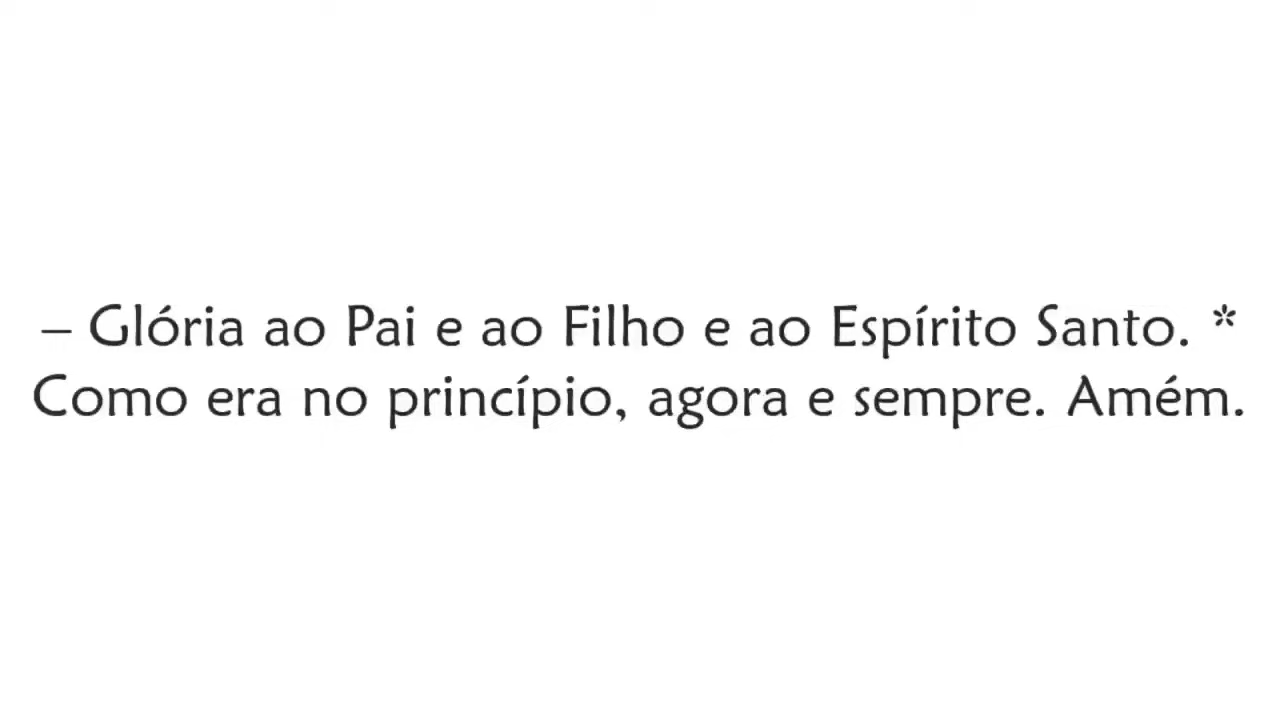 – Glória ao Pai e ao Filho e ao Espírito Santo. *
Como era no princípio, agora e sempre. Amém.